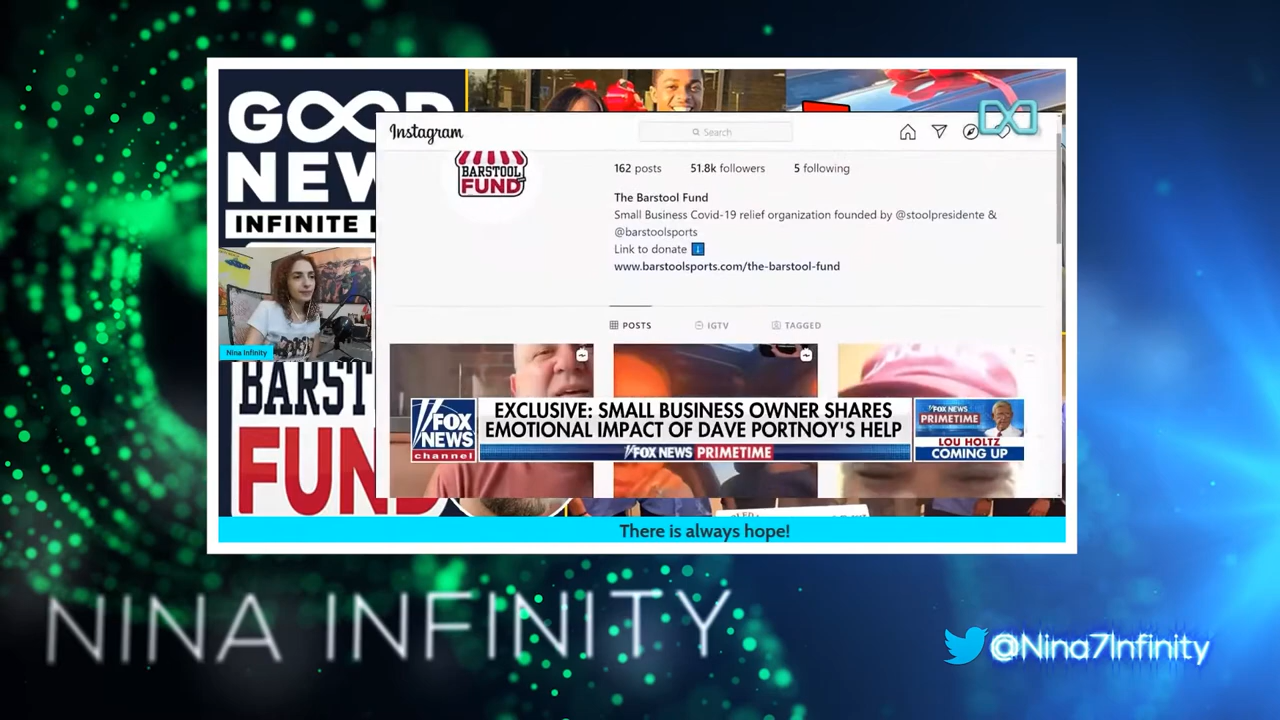 GOOD
NEW
INFINITE
Instagram
Search
162 posts 51.8k followers 5 following
BARSTOOL
FUND
The Barstool Fund
Small Business Covid-19 relief organization founded by @stoolpresidente &
@barstoolsports
Link to donate
www.barstoolsports.com/the-barstool-fund
POSTS IGTV TAGGED
Nina Infinity
BARST
FUN
FOX
NEWS
channel
EXCLUSIVE: SMALL BUSINESS OWNER SHARES
EMOTIONAL IMPACT OF DAVE PORTNOY'S HELP
FOX NEWS PRIMETIME
FOX NEWS
PRIMETIME
LOU HOLTZ
COMING UP
There is always hope!
NINA INFINITY
@Nina7Infinity